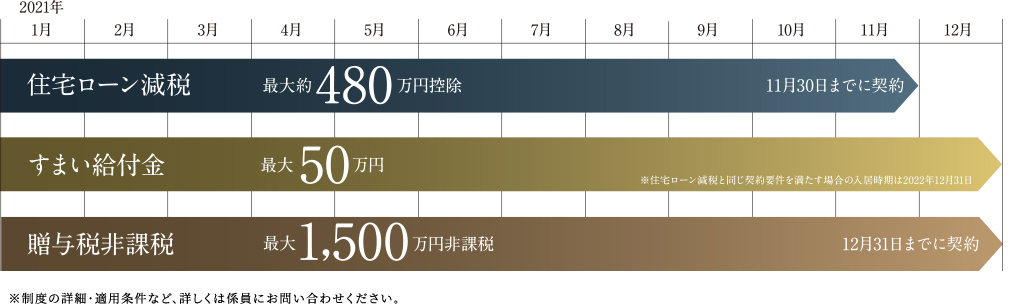 2021年
1月 2月 3月 4月 5月 6月 7月 8月 9月 10月 11月 12月
住宅ローン減税 最大約480万円控除 11月30日までに契約
すまい給付金 最大50万円
※住宅ローン減税と同じ契約要件を満たす場合の入居時期は2022年12月31日
贈与税非課税 最大1,500万円非課税 12月31日までに契約
※制度の詳細・適用条件など、詳しくは係員にお問い合わせください。